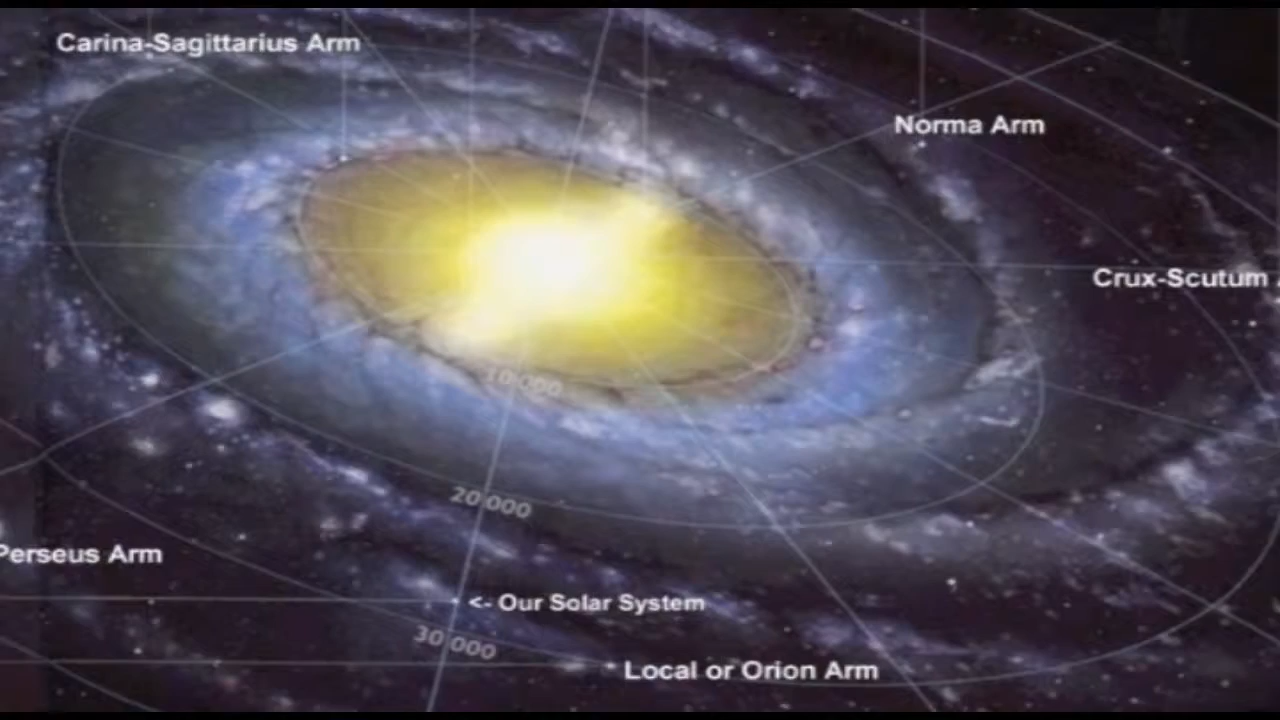 Carina-Sagittarius Arm
Norma Arm
Crux-Scutum
10 000
20 000
Perseus Arm
<- Our Solar System
30 000
Local or Orion Arm